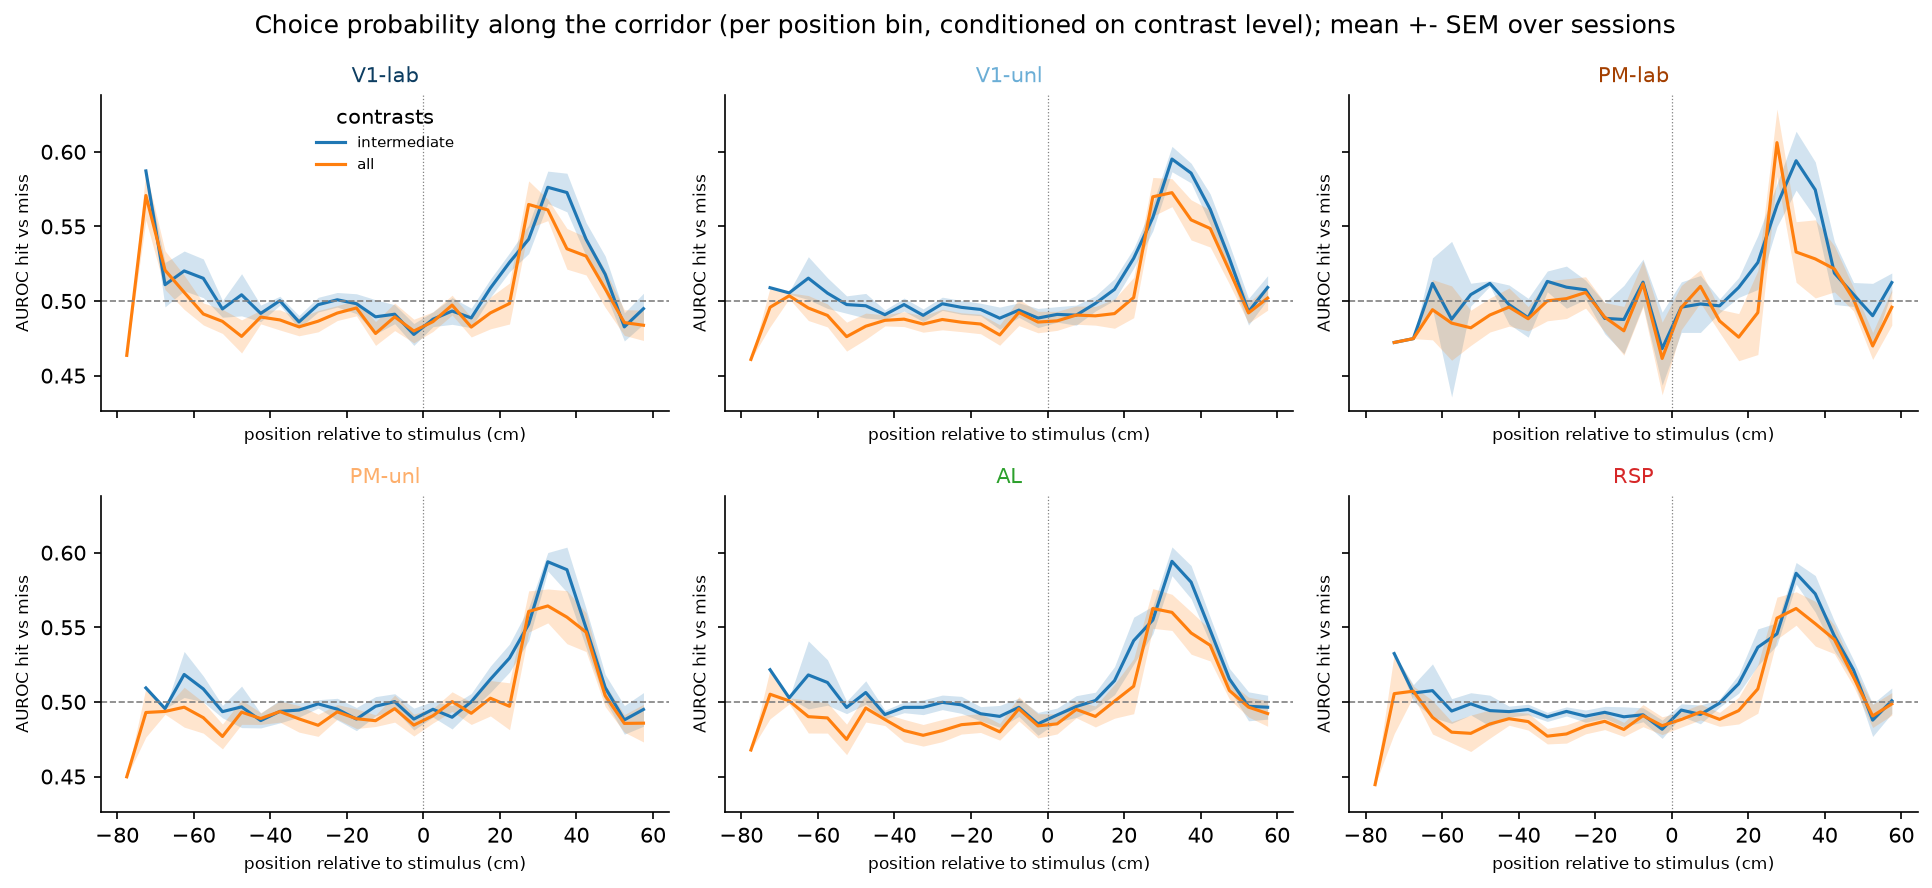 Choice probability along the corridor (per position bin, conditioned on contrast level); mean +- SEM over sessions
V1-lab
V1-unl
PM-lab
contrasts
intermediate
all
0.60
0.55
0.50
0.45
AUROC hit vs miss
AUROC hit vs miss
AUROC hit vs miss
position relative to stimulus (cm)
position relative to stimulus (cm)
position relative to stimulus (cm)
PM-unl
AL
RSP
0.60
0.55
0.50
0.45
AUROC hit vs miss
AUROC hit vs miss
AUROC hit vs miss
−80 −60 −40 −20 0 20 40 60
−80 −60 −40 −20 0 20 40 60
−80 −60 −40 −20 0 20 40 60
position relative to stimulus (cm)
position relative to stimulus (cm)
position relative to stimulus (cm)